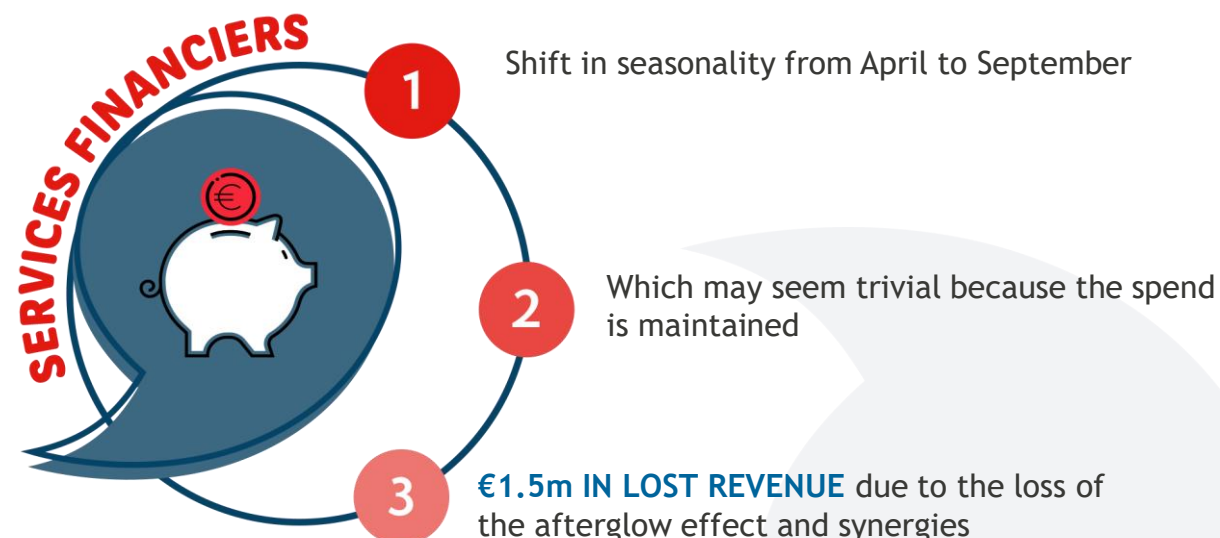 SERVICES FINANCIERS
€
1
Shift in seasonality from April to September
2
Which may seem trivial because the spend
is maintained
3
€1.5m IN LOST REVENUE due to the loss of
the afterglow effect and synergies